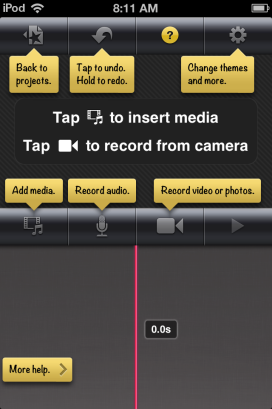 iPod 8:11 AM
?
Back to
projects.
Tap to undo.
Hold to redo.
Change themes
and more.
Tap to insert media
Tap to record from camera
Add media.
Record audio.
Record video or photos.
0.0s
More help.